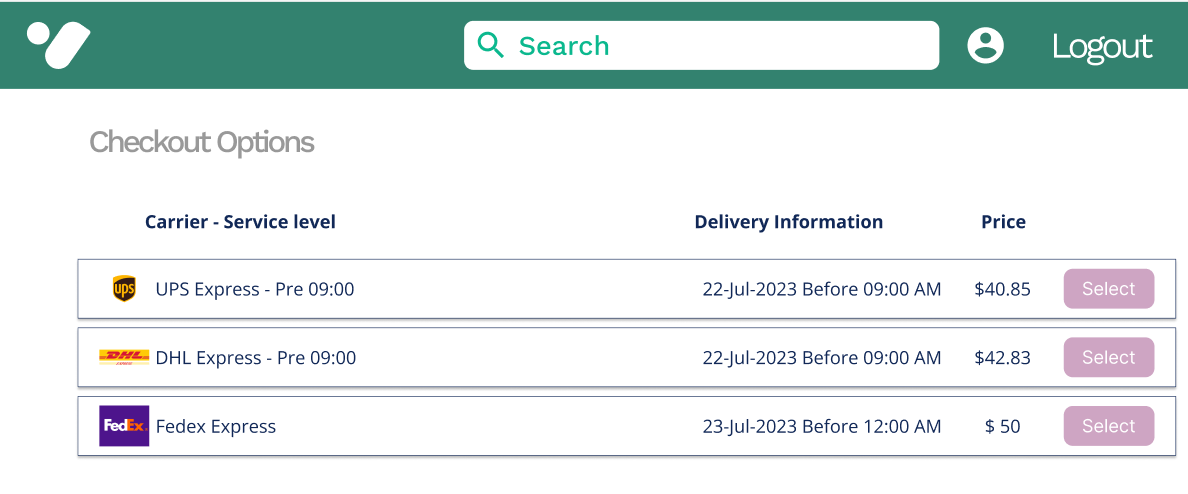 Search
Logout
Checkout Options
Carrier - Service level Delivery Information Price
ups UPS Express - Pre 09:00 22-Jul-2023 Before 09:00 AM $40.85 Select
DHL EXPRESS DHL Express - Pre 09:00 22-Jul-2023 Before 09:00 AM $42.83 Select
FedEx Fedex Express 23-Jul-2023 Before 12:00 AM $ 50 Select